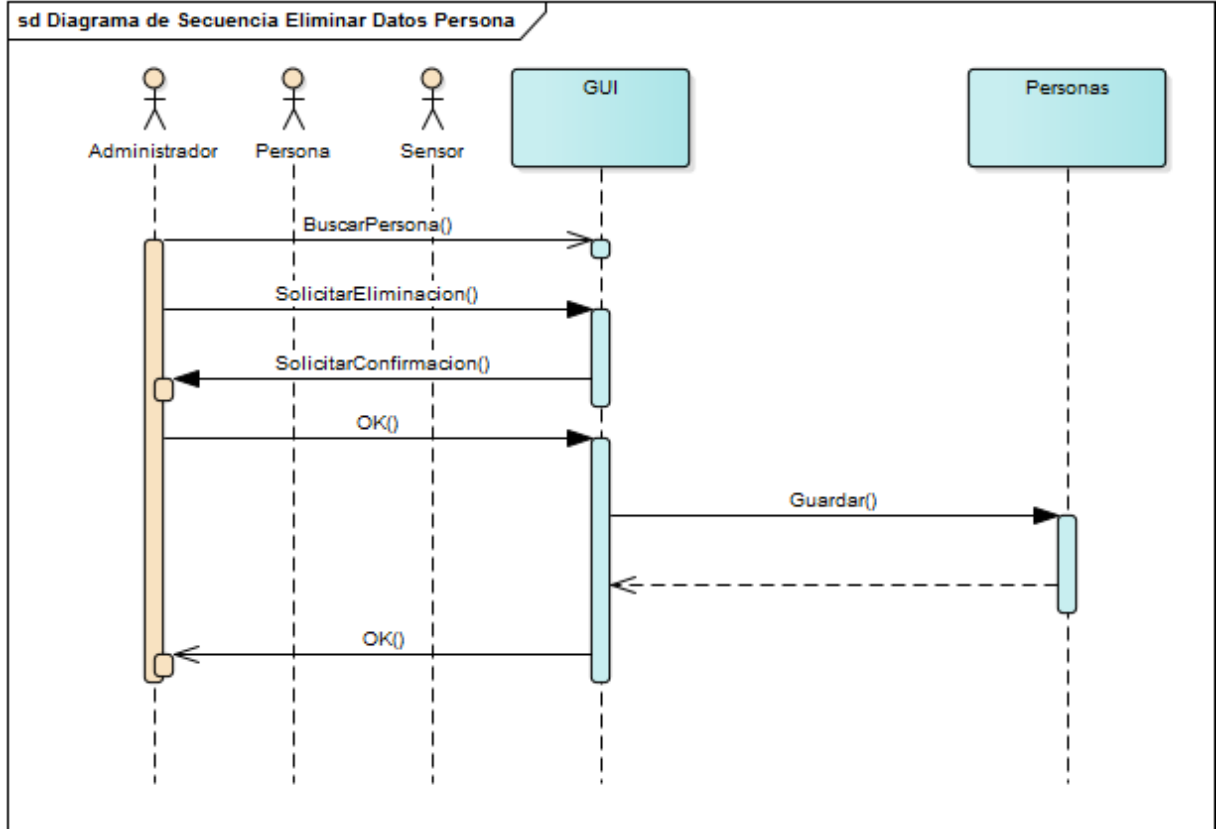 sd Diagrama de Secuencia Eliminar Datos Persona
GUI
Personas
Administrador
Persona
Sensor
BuscarPersona()
SolicitarEliminacion()
SolicitarConfirmacion()
OK()
Guardar()
OK()